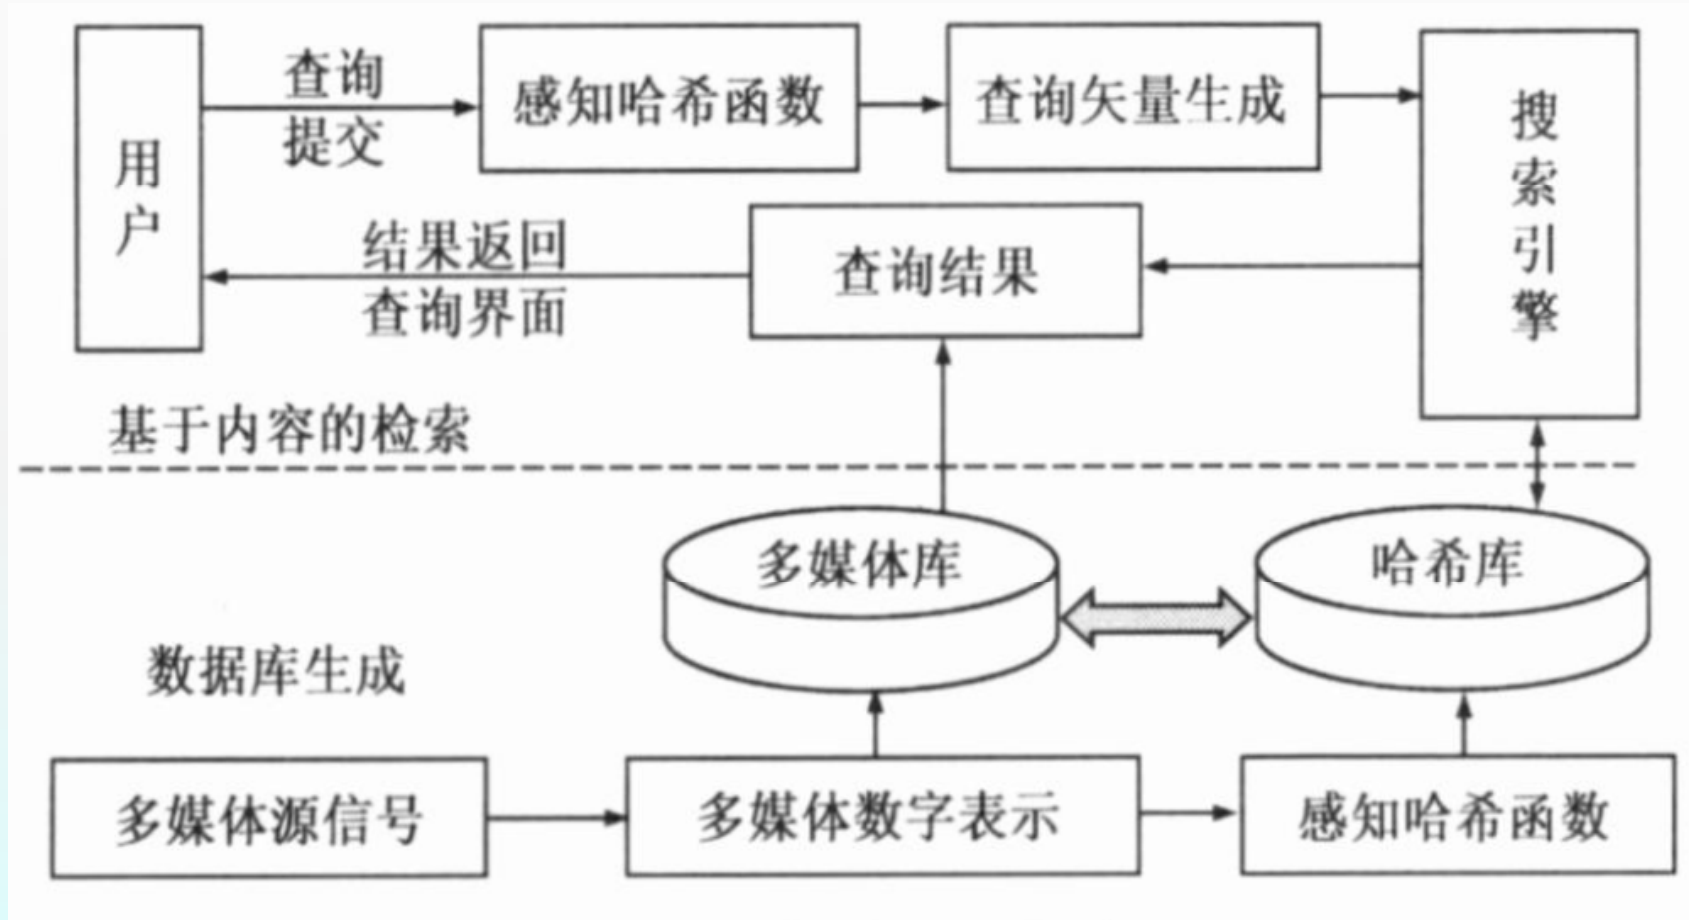 用户
查询
提交
感知哈希函数
查询矢量生成
搜索引擎
结果返回
查询界面
查询结果
基于内容的检索
多媒体库
哈希库
数据库生成
多媒体源信号
多媒体数字表示
感知哈希函数